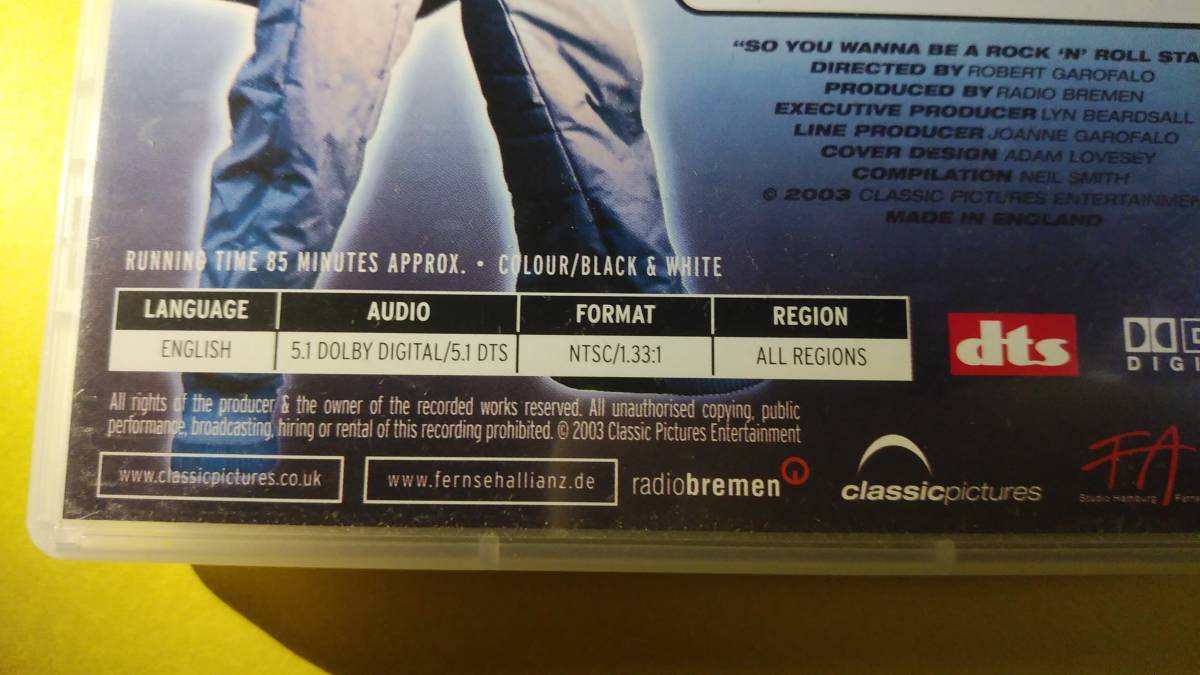 “SO YOU WANNA BE A ROCK ‘N’ ROLL STA
DIRECTED BY ROBERT GAROFALO
PRODUCED BY RADIO BREMEN
EXECUTIVE PRODUCER LYN BEARDSALL
LINE PRODUCER JOANNE GAROFALO
COVER DESIGN ADAM LOVESEY
COMPILATION NEIL SMITH
© 2003 CLASSIC PICTURES ENTERTAINMEN
MADE IN ENGLAND
RUNNING TIME 85 MINUTES APPROX. • COLOUR/BLACK & WHITE
LANGUAGE AUDIO FORMAT REGION
ENGLISH 5.1 DOLBY DIGITAL/5.1 DTS NTSC/1.33:1 ALL REGIONS
dts
DIGI
All rights of the producer & the owner of the recorded works reserved. All unauthorised copying, public
performance, broadcasting, hiring or rental of this recording prohibited. © 2003 Classic Pictures Entertainment
www.classicpictures.co.uk
www.fernsehallianz.de
radiobremen
classicpictures
FA
Studio Hamburg